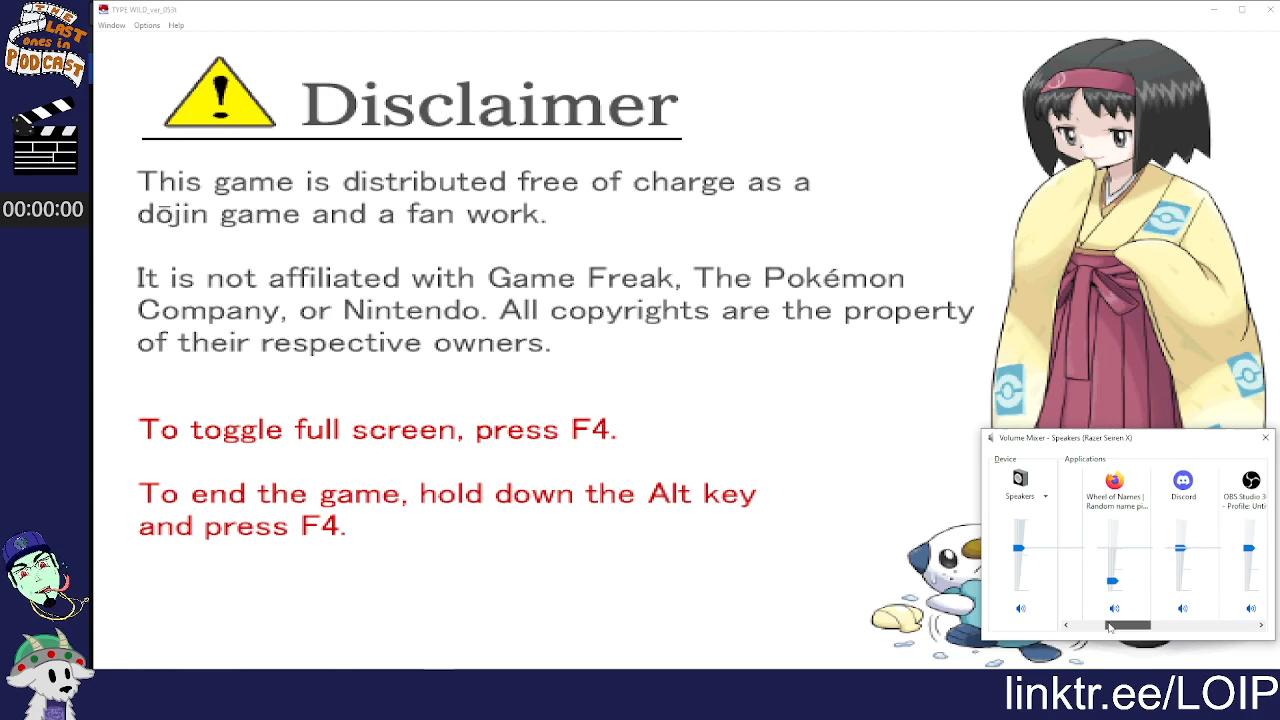 THE LAST
ones in
PODCAST
TYPE WILD_ver_053t
Window Options Help
00:00:00
Disclaimer
This game is distributed free of charge as a
dōjin game and a fan work.
It is not affiliated with Game Freak, The Pokémon
Company, or Nintendo. All copyrights are the property
of their respective owners.
To toggle full screen, press F4.
To end the game, hold down the Alt key
and press F4.
Volume Mixer - Speakers (Razer Seiren X)
Device
Applications
Speakers
Wheel of Names |
Random name pi...
Discord
OBS Studio 3
- Profile: Unti
linktr.ee/LOIP